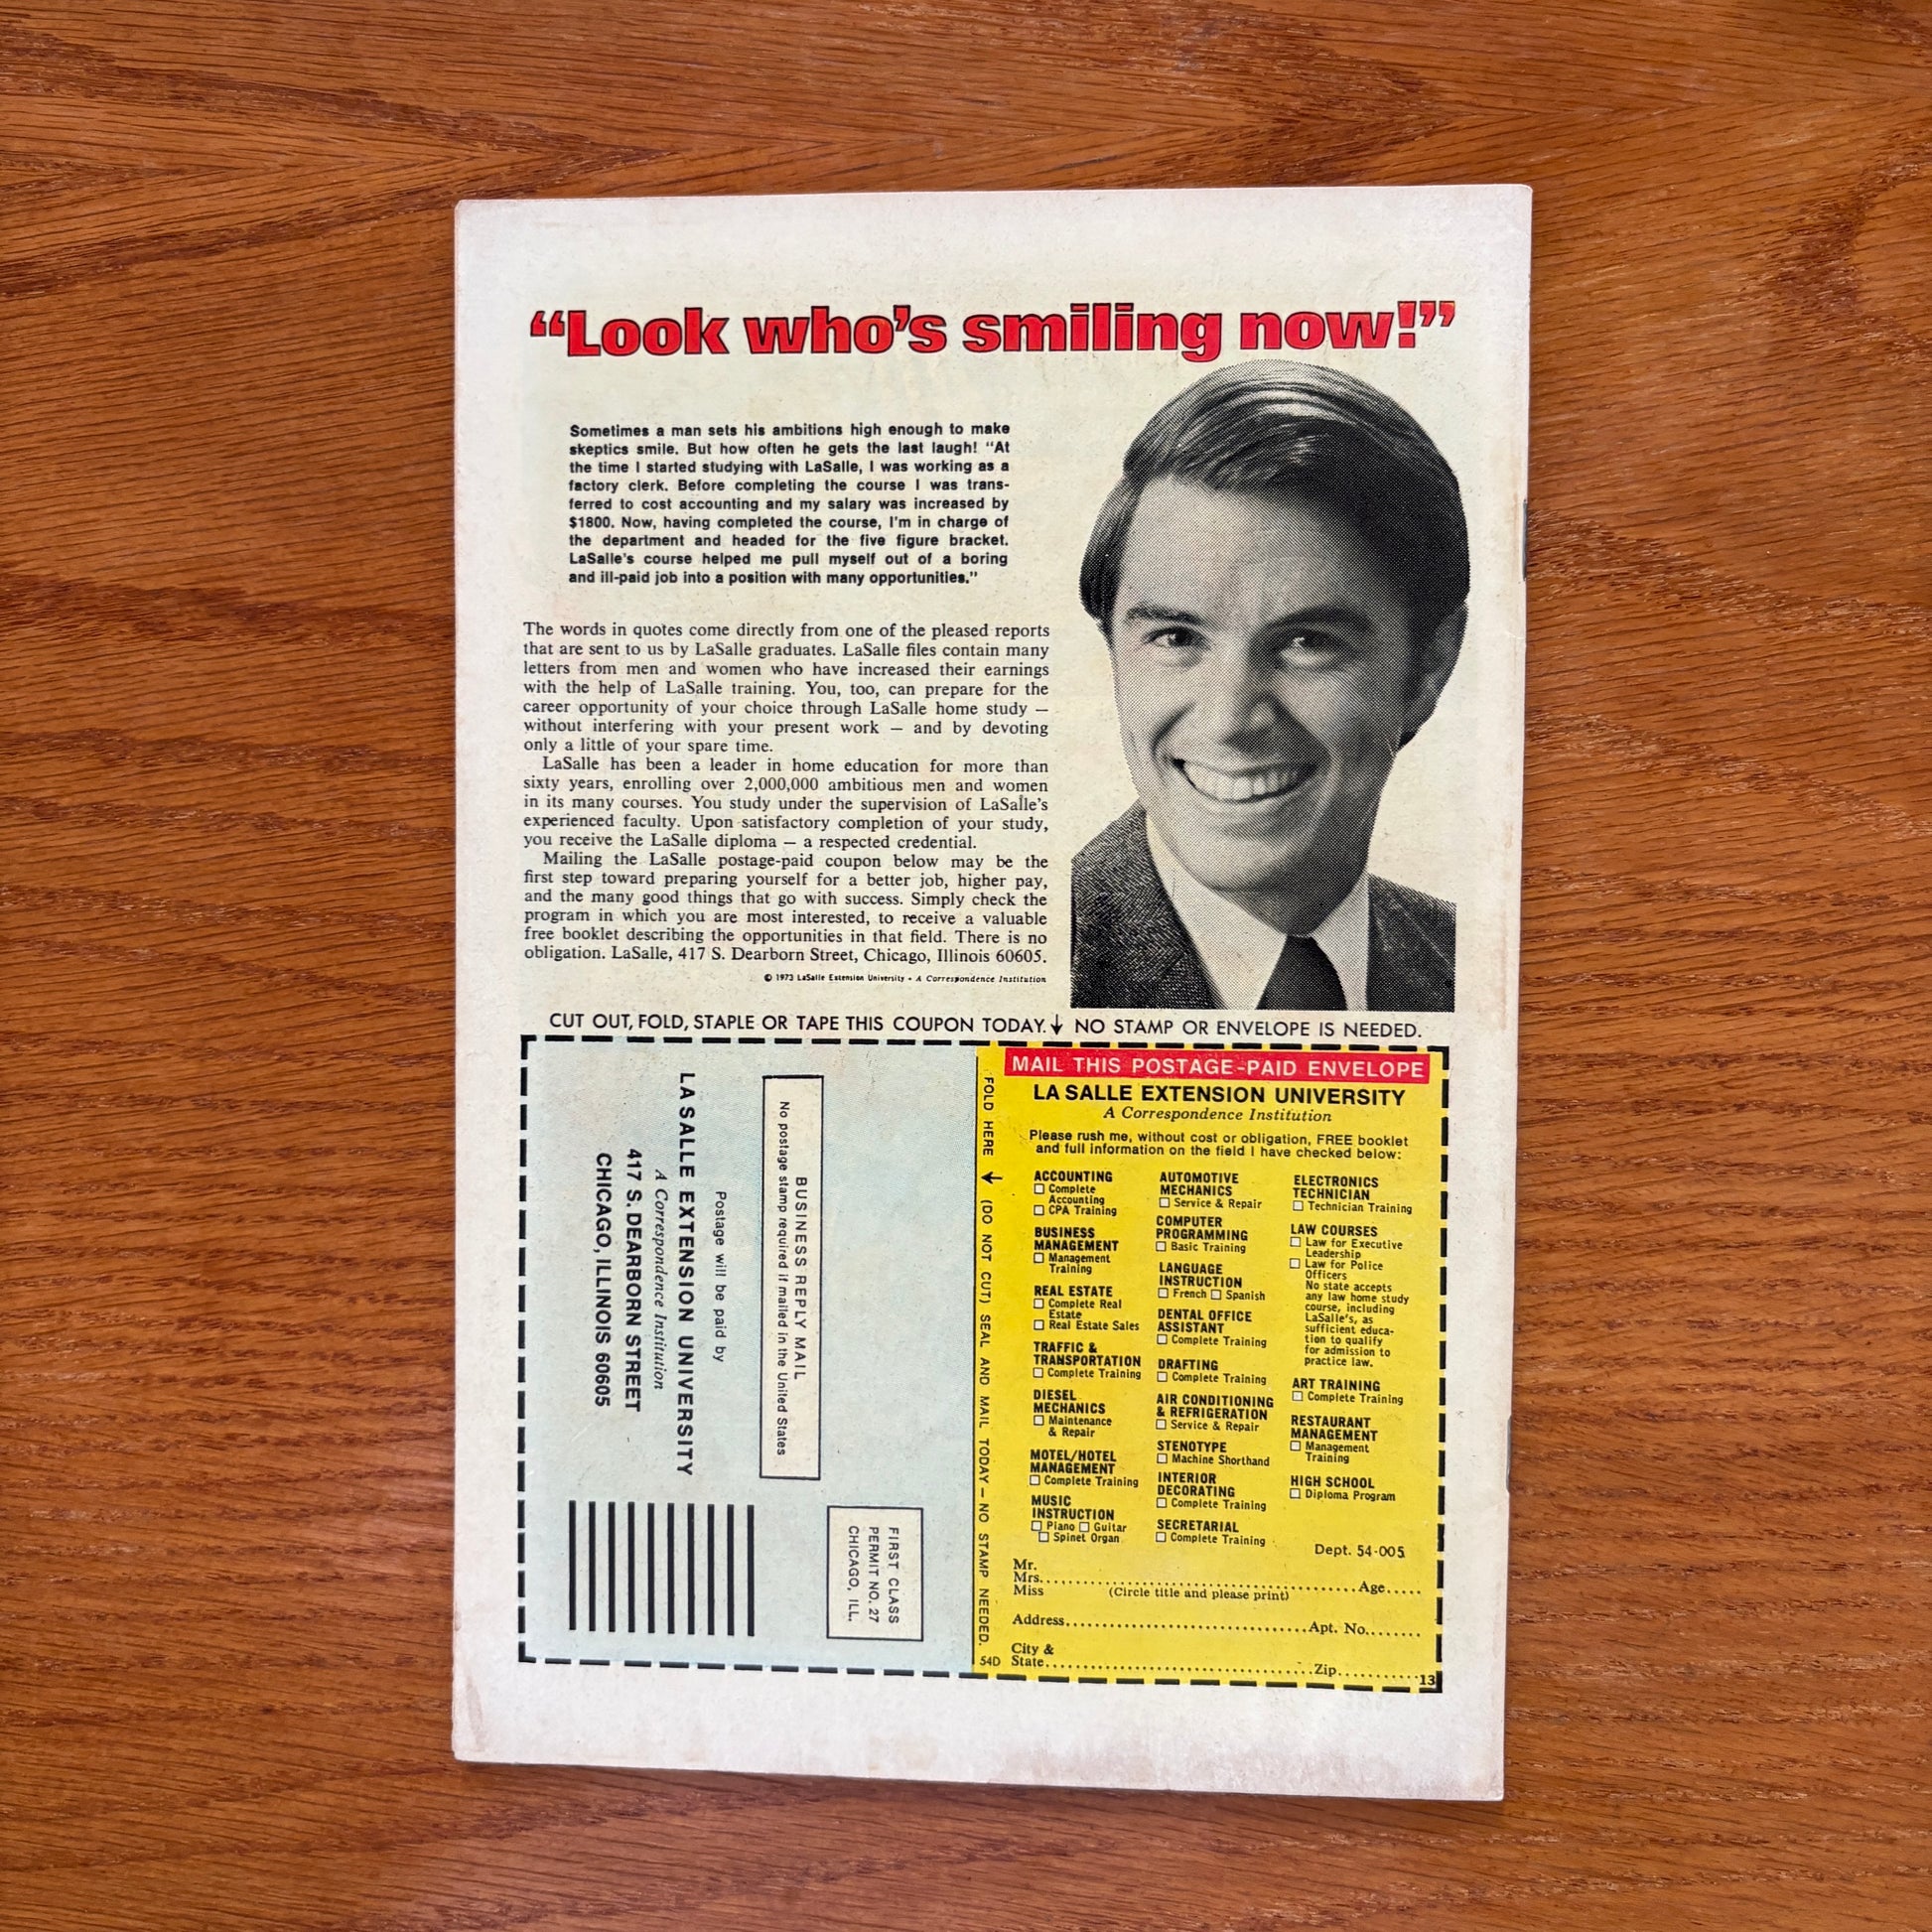 “Look who’s smiling now!”
Sometimes a man sets his ambitions high enough to make
skeptics smile. But how often he gets the last laugh! “At
the time I started studying with LaSalle, I was working as a
factory clerk. Before completing the course I was trans-
ferred to cost accounting and my salary was increased by
$1800. Now, having completed the course, I’m in charge of
the department and headed for the five figure bracket.
LaSalle’s course helped me pull myself out of a boring
and ill-paid job into a position with many opportunities.”
The words in quotes come directly from one of the pleased reports
that are sent to us by LaSalle graduates. LaSalle files contain many
letters from men and women who have increased their earnings
with the help of LaSalle training. You, too, can prepare for the
career opportunity of your choice through LaSalle home study —
without interfering with your present work — and by devoting
only a little of your spare time.
LaSalle has been a leader in home education for more than
sixty years, enrolling over 2,000,000 ambitious men and women
in its many courses. You study under the supervision of LaSalle’s
experienced faculty. Upon satisfactory completion of your study,
you receive the LaSalle diploma — a respected credential.
Mailing the LaSalle postage-paid coupon below may be the
first step toward preparing yourself for a better job, higher pay,
and the many good things that go with success. Simply check the
program in which you are most interested, to receive a valuable
free booklet describing the opportunities in that field. There is no
obligation. LaSalle, 417 S. Dearborn Street, Chicago, Illinois 60605.
© 1973 LaSalle Extension University • A Correspondence Institution
CUT OUT, FOLD, STAPLE OR TAPE THIS COUPON TODAY. NO STAMP OR ENVELOPE IS NEEDED.
FIRST CLASS
PERMIT NO. 27
CHICAGO, ILL.
BUSINESS REPLY MAIL
No postage stamp required if mailed in the United States
Postage will be paid by
LA SALLE EXTENSION UNIVERSITY
A Correspondence Institution
417 S. DEARBORN STREET
CHICAGO, ILLINOIS 60605
FOLD HERE (DO NOT CUT) SEAL AND MAIL TODAY — NO STAMP NEEDED.
54D
MAIL THIS POSTAGE-PAID ENVELOPE
LA SALLE EXTENSION UNIVERSITY
A Correspondence Institution
Please rush me, without cost or obligation, FREE booklet
and full information on the field I have checked below:
ACCOUNTING
Complete
Accounting
CPA Training
BUSINESS
MANAGEMENT
Management
Training
REAL ESTATE
Complete Real
Estate
Real Estate Sales
TRAFFIC &
TRANSPORTATION
Complete Training
DIESEL
MECHANICS
Maintenance
& Repair
MOTEL/HOTEL
MANAGEMENT
Complete Training
MUSIC
INSTRUCTION
Piano Guitar
Spinet Organ
AUTOMOTIVE
MECHANICS
Service & Repair
COMPUTER
PROGRAMMING
Basic Training
LANGUAGE
INSTRUCTION
French Spanish
DENTAL OFFICE
ASSISTANT
Complete Training
DRAFTING
Complete Training
AIR CONDITIONING
& REFRIGERATION
Service & Repair
STENOTYPE
Machine Shorthand
INTERIOR
DECORATING
Complete Training
SECRETARIAL
Complete Training
ELECTRONICS
TECHNICIAN
Technician Training
LAW COURSES
Law for Executive
Leadership
Law for Police
Officers
No state accepts
any law home study
course, including
LaSalle’s, as
sufficient educa-
tion to qualify
for admission to
practice law.
ART TRAINING
Complete Training
RESTAURANT
MANAGEMENT
Management
Training
HIGH SCHOOL
Diploma Program
Dept. 54-005
Mr.
Mrs. Age
Miss (Circle title and please print)
Address Apt. No.
City &
State Zip
13